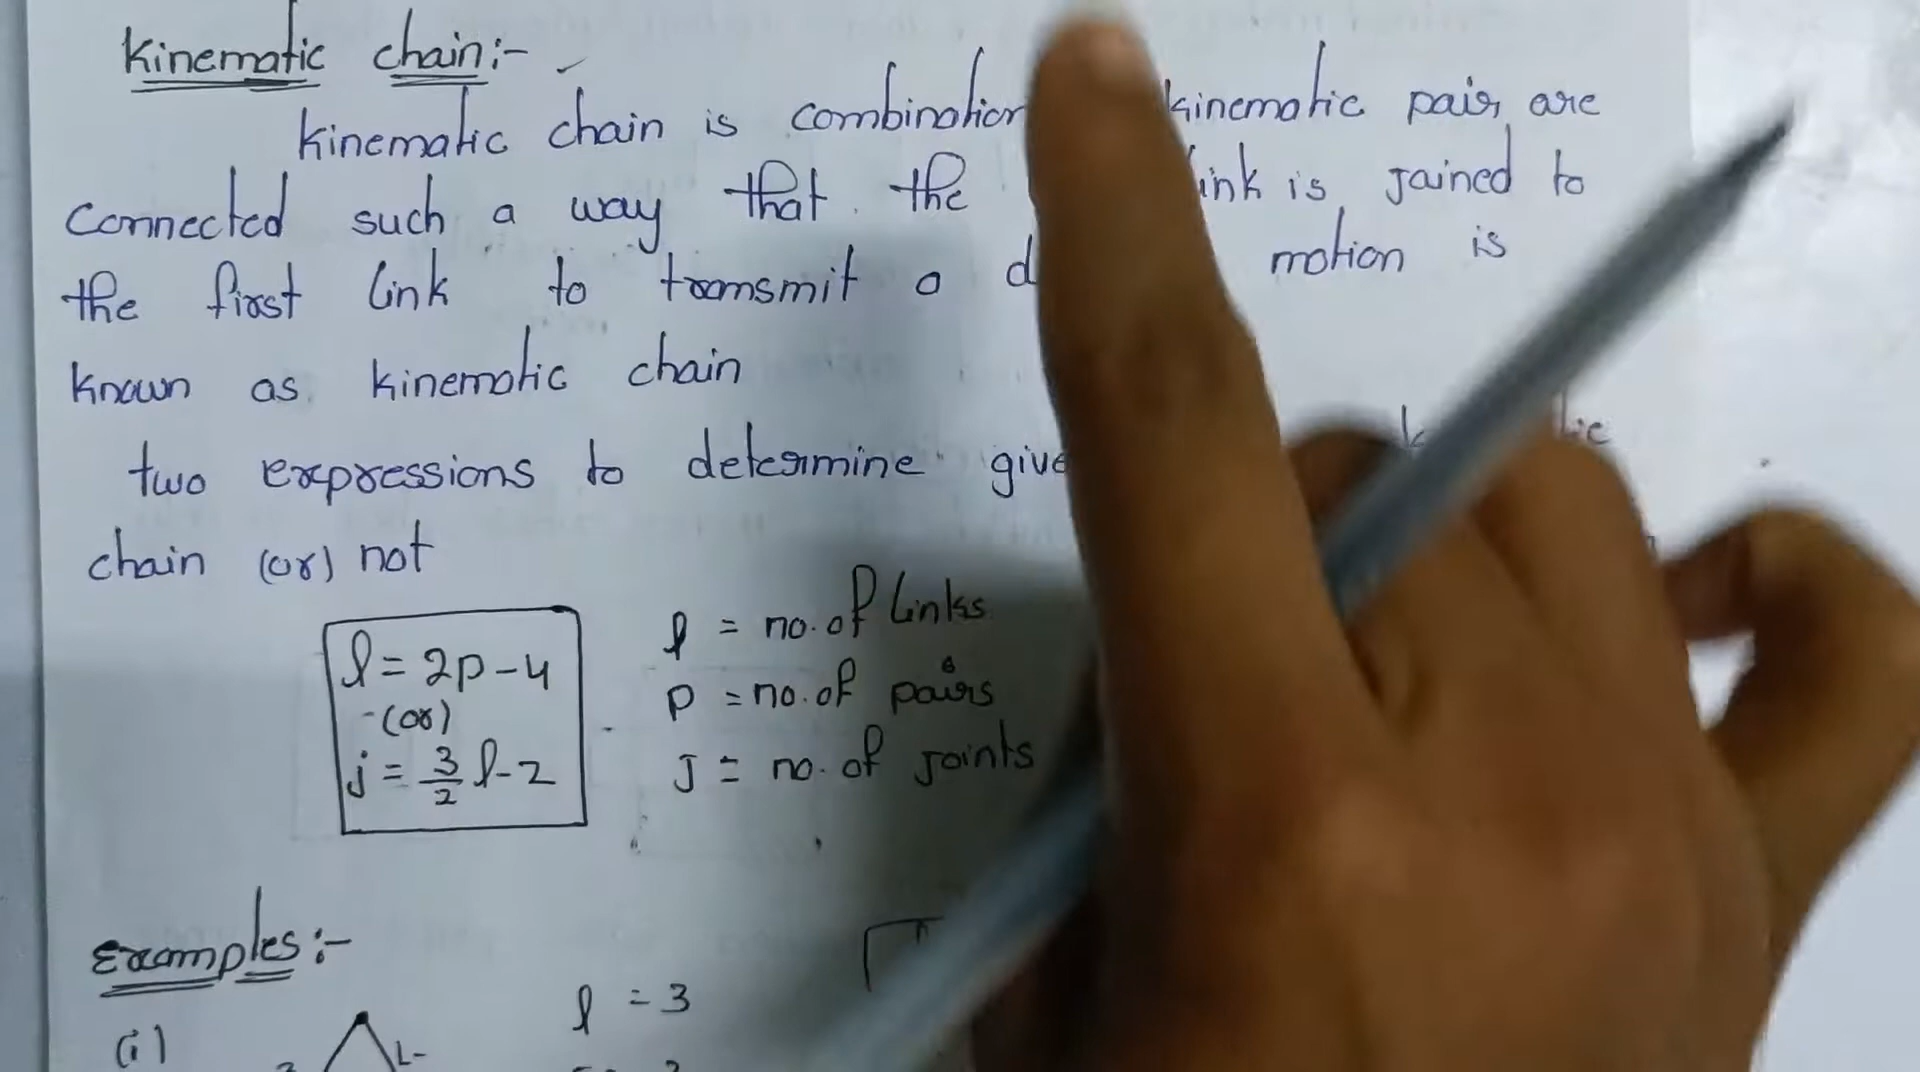 Kinematic chain:-
kinematic chain is combination kinematic pair, are
connected such a way that the link is, joined to
the first link to transmit a motion is
known as kinematic chain
two expressions to determine
chain (or) not
l = 2p-4
(or)
j = 3/2 l-2
l = no. of links
p = no. of pairs
J = no. of joints
Examples:-
l = 3
(i)
L-